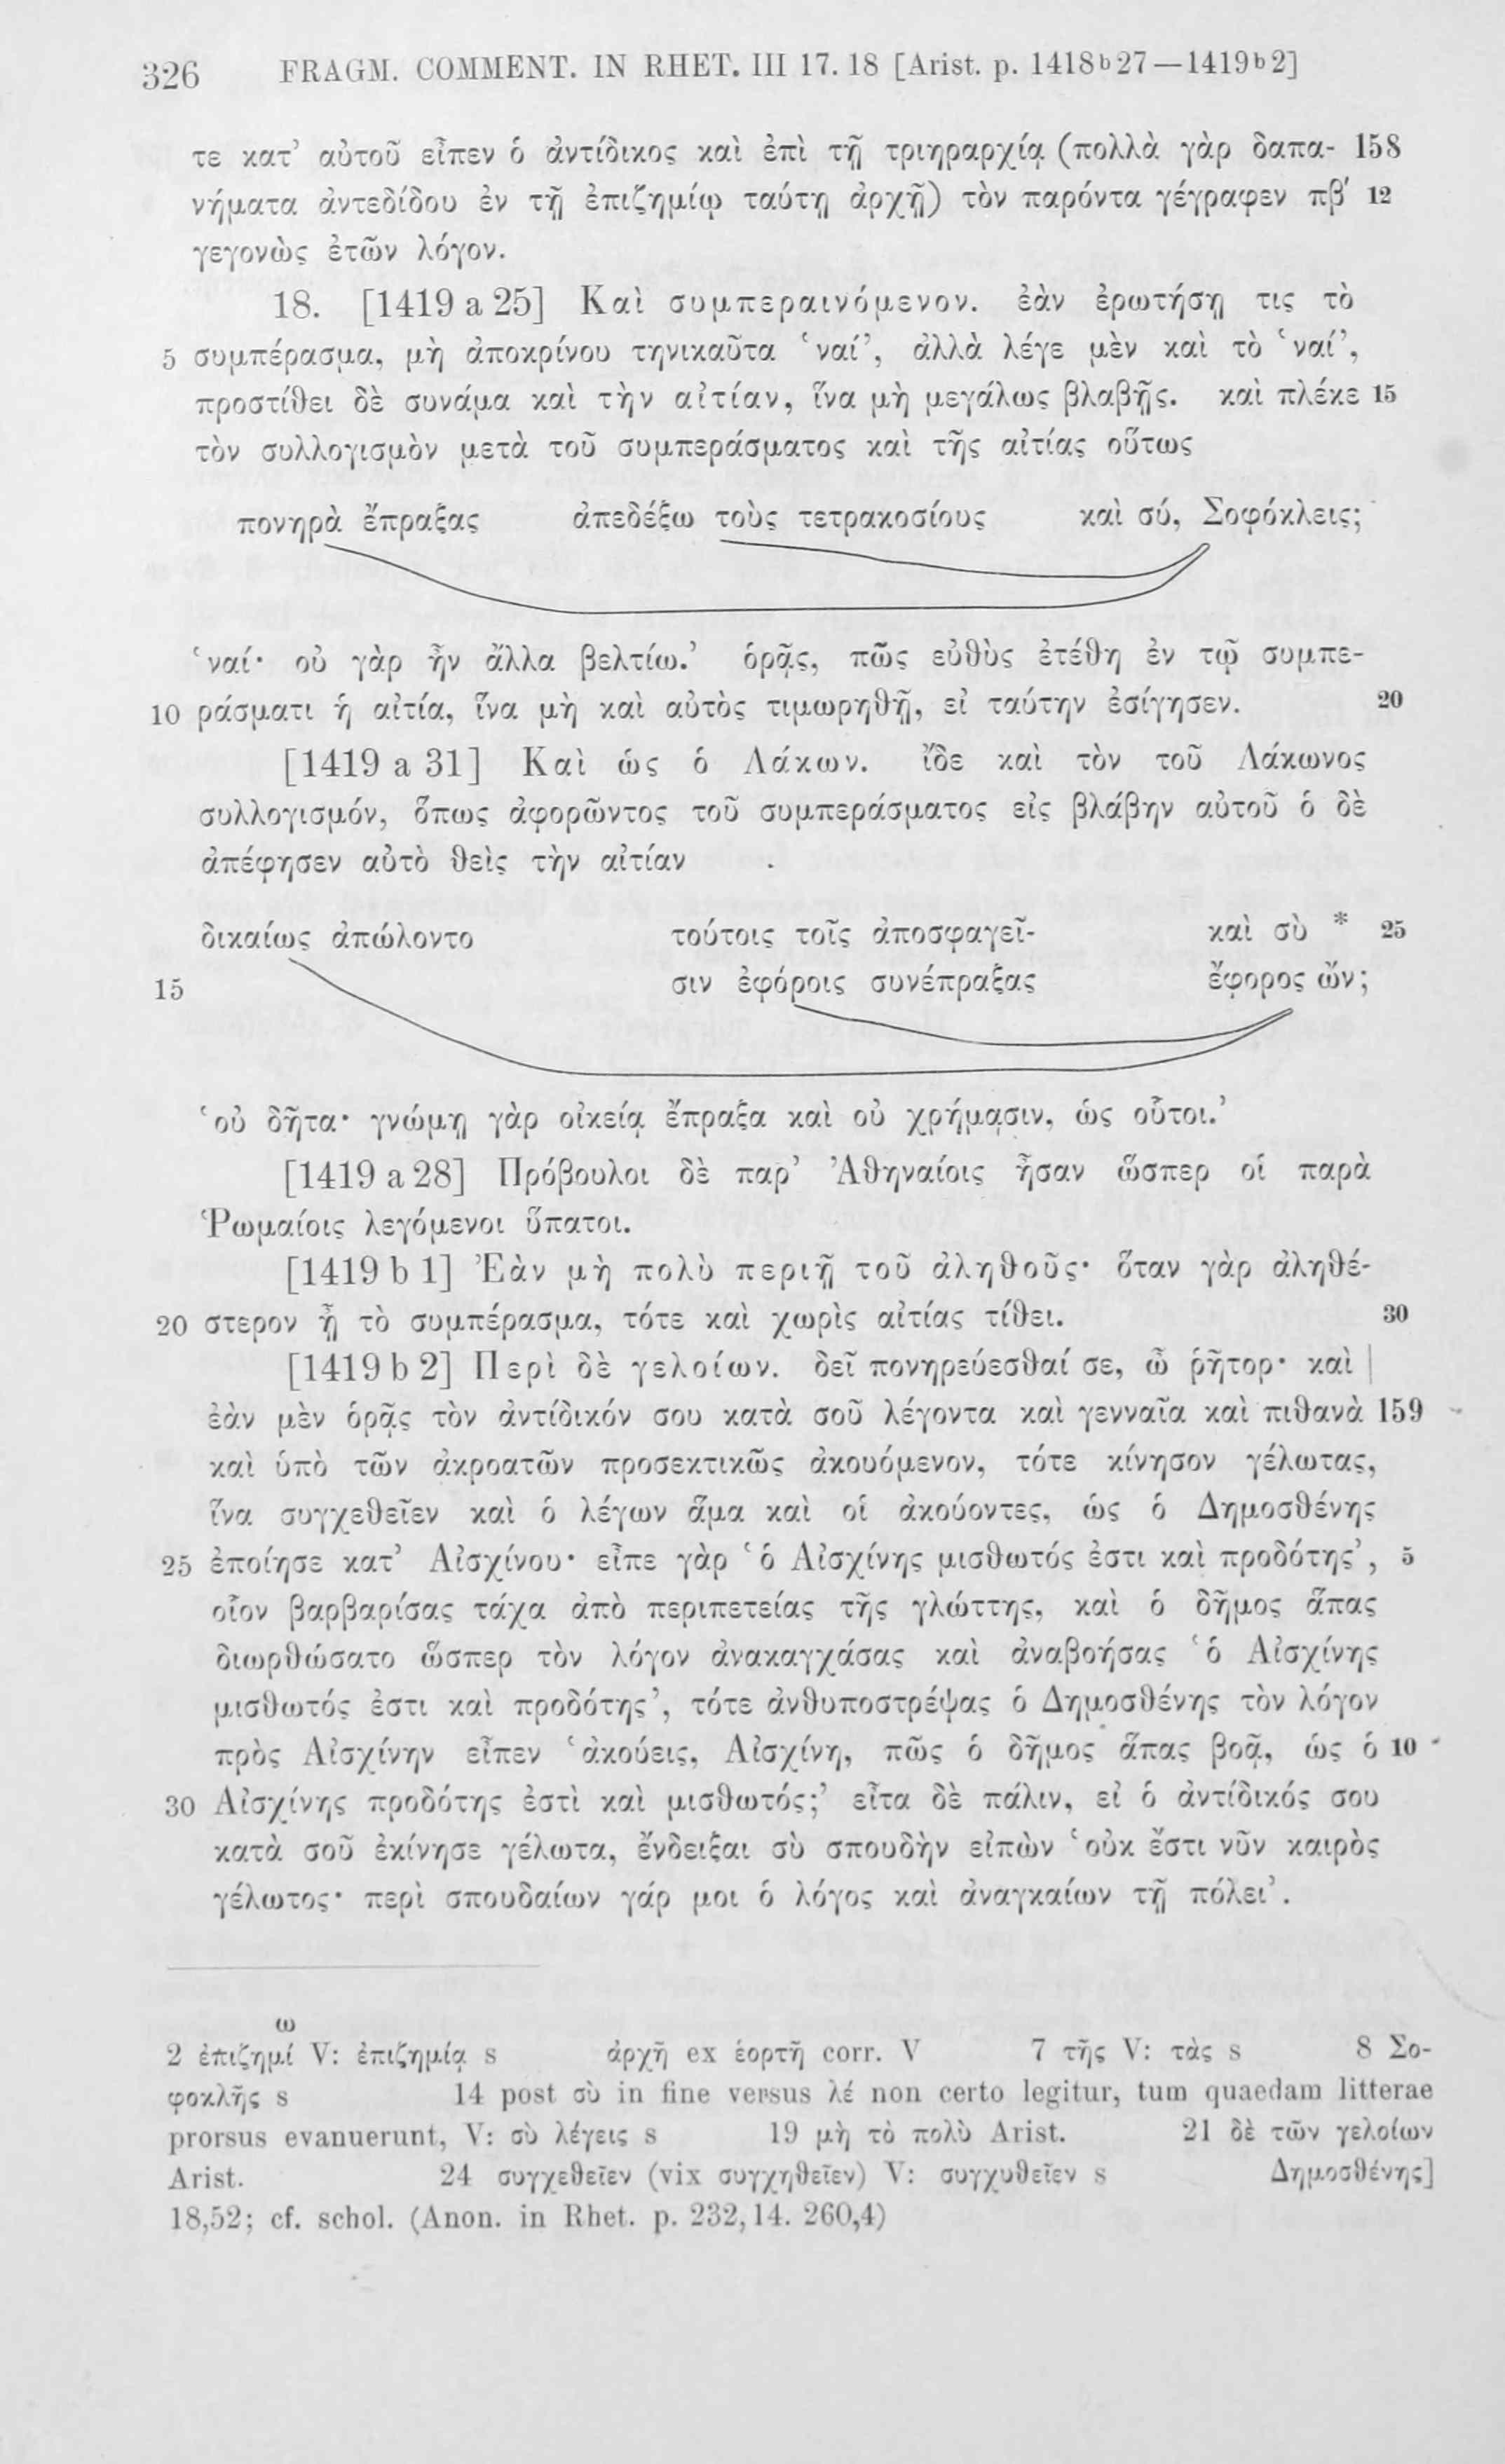 326 FRAGM. COMMENT. IN RHET. III 17. 18 [Arist. p. 1418b27—1419b2]
τε κατ’ αὐτοῦ εἶπεν ὁ ἀντίδικος καὶ ἐπὶ τῇ τριηραρχίᾳ (πολλὰ γὰρ δαπα- 158
νήματα ἀντεδίδου ἐν τῇ ἐπιζημίῳ ταύτῃ ἀρχῇ) τὸν παρόντα γέγραφεν πβʹ 12
γεγονὼς ἐτῶν λόγον.
18. [1419 a 25] Καὶ συμπεραινόμενον. ἐὰν ἐρωτήσῃ τις τὸ
5 συμπέρασμα, μὴ ἀποκρίνου τηνικαῦτα ‘ναί’, ἀλλὰ λέγε μὲν καὶ τὸ ‘ναί’,
προστίθει δὲ συνάμα καὶ τὴν αἰτίαν, ἵνα μὴ μεγάλως βλαβῇς. καὶ πλέκε 15
τὸν συλλογισμὸν μετὰ τοῦ συμπεράσματος καὶ τῆς αἰτίας οὕτως
πονηρὰ ἔπραξας ἀπεδέξω τοὺς τετρακοσίους καὶ σύ, Σοφόκλεις;
‘ναί· οὐ γὰρ ἦν ἄλλα βελτίω.’ ὁρᾷς, πῶς εὐθὺς ἐτέθη ἐν τῷ συμπε-
10 ράσματι ἡ αἰτία, ἵνα μὴ καὶ αὐτὸς τιμωρηθῇ, εἰ ταύτην ἐσίγησεν. 20
[1419 a 31] Καὶ ὡς ὁ Λάκων. ἴδε καὶ τὸν τοῦ Λάκωνος
συλλογισμόν, ὅπως ἀφορῶντος τοῦ συμπεράσματος εἰς βλάβην αὐτοῦ ὁ δὲ
ἀπέφησεν αὐτὸ θεὶς τὴν αἰτίαν
δικαίως ἀπώλοντο τούτοις τοῖς ἀποσφαγεῖ- καὶ σὺ * 25
15 σιν ἐφόροις συνέπραξας ἔφορος ὤν;
‘οὐ δῆτα· γνώμῃ γὰρ οἰκείᾳ ἔπραξα καὶ οὐ χρήμασιν, ὡς οὗτοι.’
[1419 a 28] Πρόβουλοι δὲ παρ’ Ἀθηναίοις ἦσαν ὥσπερ οἱ παρὰ
Ῥωμαίοις λεγόμενοι ὕπατοι.
[1419 b 1] Ἐὰν μὴ πολὺ περιῇ τοῦ ἀληθοῦς· ὅταν γὰρ ἀληθέ-
20 στερον ᾖ τὸ συμπέρασμα, τότε καὶ χωρὶς αἰτίας τίθει. 30
[1419 b 2] Περὶ δὲ γελοίων. δεῖ πονηρεύεσθαί σε, ὦ ῥῆτορ· καὶ |
ἐὰν μὲν ὁρᾷς τὸν ἀντίδικόν σου κατὰ σοῦ λέγοντα καὶ γενναῖα καὶ πιθανὰ 159
καὶ ὑπὸ τῶν ἀκροατῶν προσεκτικῶς ἀκουόμενον, τότε κίνησον γέλωτας,
ἵνα συγχεθεῖεν καὶ ὁ λέγων ἅμα καὶ οἱ ἀκούοντες, ὡς ὁ Δημοσθένης
25 ἐποίησε κατ’ Αἰσχίνου· εἶπε γὰρ ‘ὁ Αἰσχίνης μισθωτός ἐστι καὶ προδότης’, 5
οἷον βαρβαρίσας τάχα ἀπὸ περιπετείας τῆς γλώττης, καὶ ὁ δῆμος ἅπας
διωρθώσατο ὥσπερ τὸν λόγον ἀνακαγχάσας καὶ ἀναβοήσας ‘ὁ Αἰσχίνης
μισθωτός ἐστι καὶ προδότης’, τότε ἀνθυποστρέψας ὁ Δημοσθένης τὸν λόγον
πρὸς Αἰσχίνην εἶπεν ‘ἀκούεις, Αἰσχίνη, πῶς ὁ δῆμος ἅπας βοᾷ, ὡς ὁ 10
30 Αἰσχίνης προδότης ἐστὶ καὶ μισθωτός;’ εἶτα δὲ πάλιν, εἰ ὁ ἀντίδικός σου
κατὰ σοῦ ἐκίνησε γέλωτα, ἔνδειξαι σὺ σπουδὴν εἰπὼν ‘οὐκ ἔστι νῦν καιρὸς
γέλωτος· περὶ σπουδαίων γάρ μοι ὁ λόγος καὶ ἀναγκαίων τῇ πόλει’.
ω
2 ἐπιζημί V: ἐπιζημίᾳ s ἀρχῇ ex ἑορτῇ corr. V 7 τῆς V: τὰς s 8 Σο-
φοκλῆς s 14 post σὺ in fine versus λέ non certo legitur, tum quaedam litterae
prorsus evanuerunt, V: σὺ λέγεις s 19 μὴ τὸ πολὺ Arist. 21 δὲ τῶν γελοίων
Arist. 24 συγχεθεῖεν (vix συγχηθεῖεν) V: συγχυθεῖεν s Δημοσθένης]
18,52; cf. schol. (Anon. in Rhet. p. 232,14. 260,4)